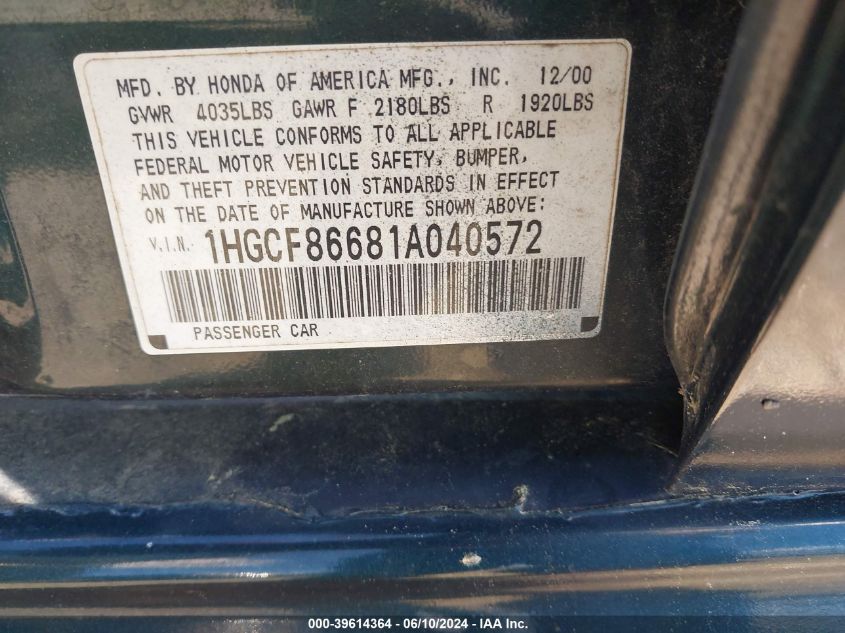 MFD. BY HONDA OF AMERICA MFG., INC. 12/00
GVWR 4035LBS GAWR F 2180LBS R 1920LBS
THIS VEHICLE CONFORMS TO ALL APPLICABLE
FEDERAL MOTOR VEHICLE SAFETY, BUMPER,
AND THEFT PREVENTION STANDARDS IN EFFECT
ON THE DATE OF MANUFACTURE SHOWN ABOVE:
V.I.N. 1HGCF86681A040572
PASSENGER CAR
000-39614364 - 06/10/2024 - IAA Inc.